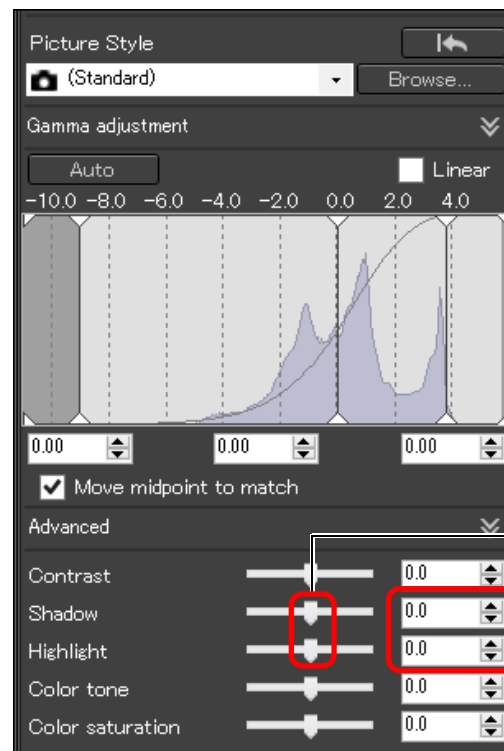 Picture Style
(Standard) Browse...
Gamma adjustment
Auto Linear
-10.0 -8.0 -6.0 -4.0 -2.0 0.0 2.0 4.0
0.00 0.00 0.00
Move midpoint to match
Advanced
Contrast 0.0
Shadow 0.0
Highlight 0.0
Color tone 0.0
Color saturation 0.0